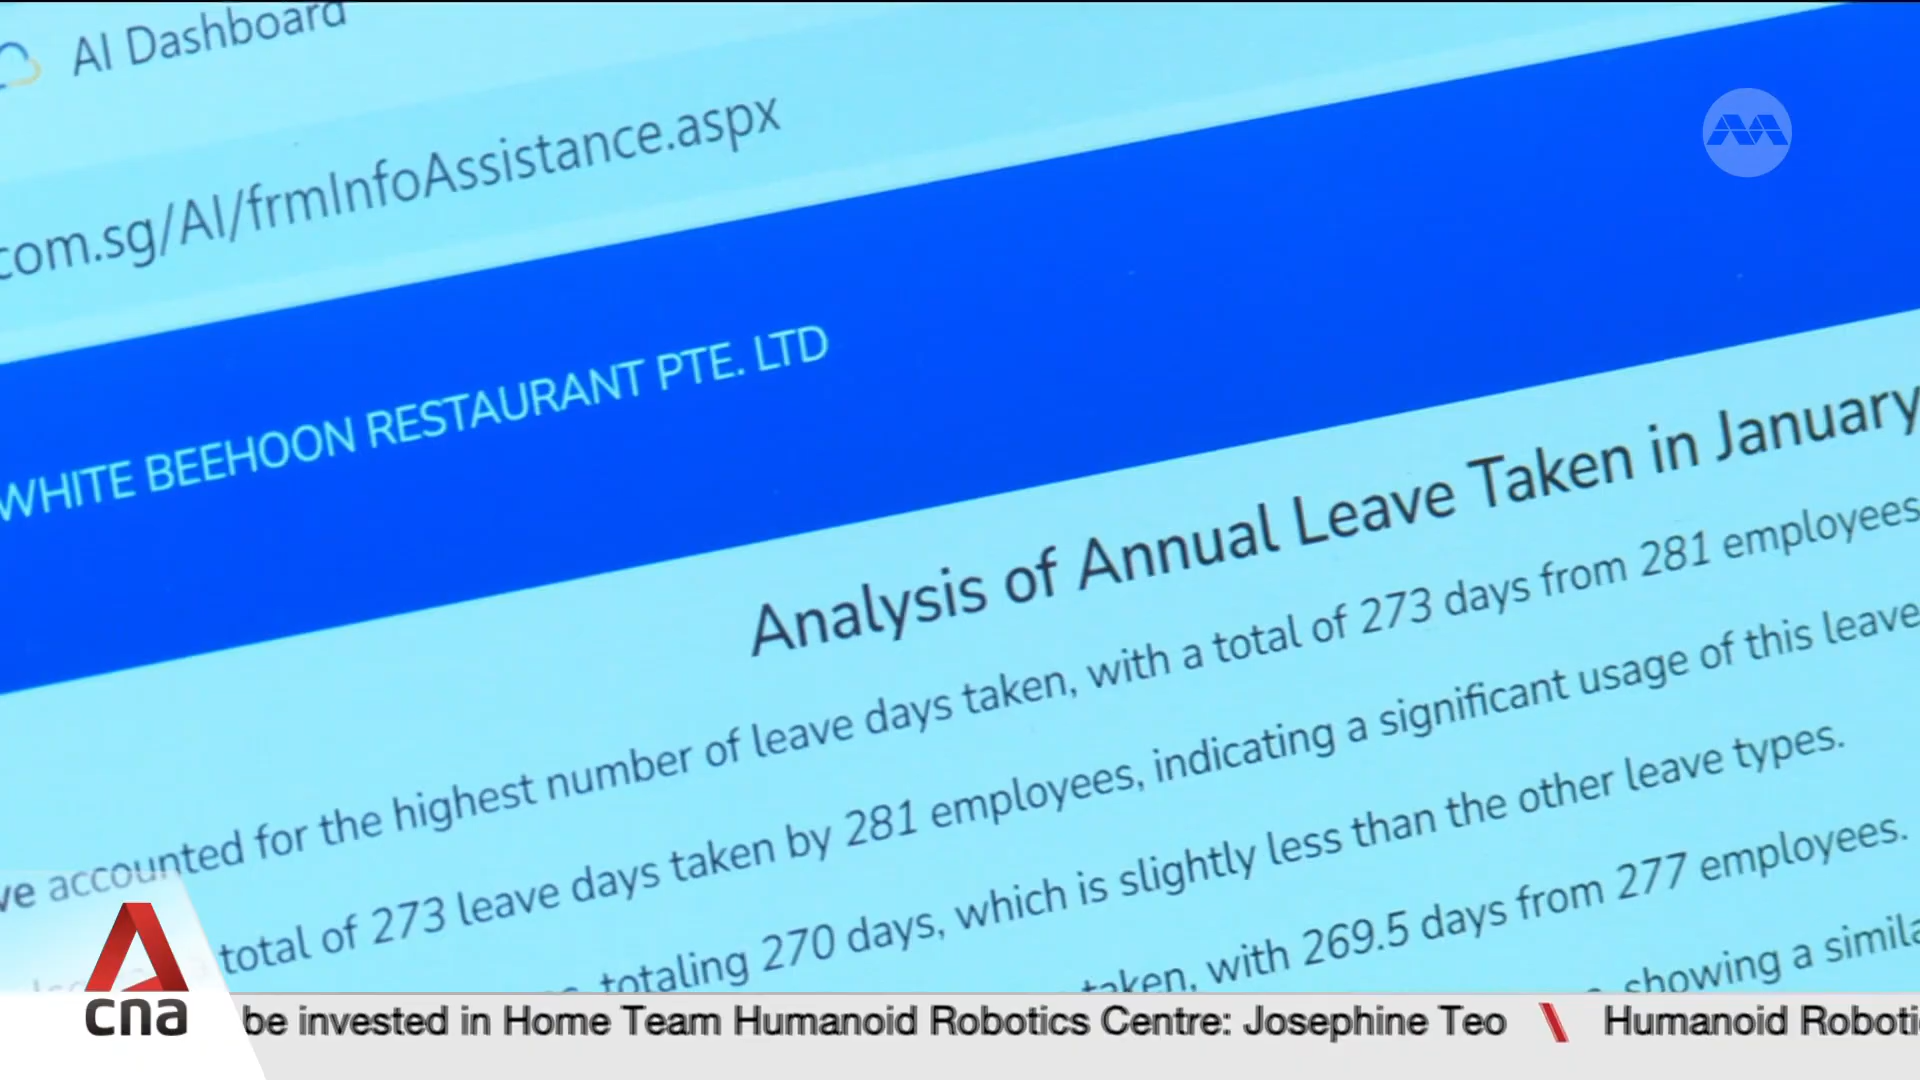 AI Dashboard
com.sg/AI/frmInfoAssistance.aspx
WHITE BEEHOON RESTAURANT PTE. LTD
Analysis of Annual Leave Taken in January
ve accounted for the highest number of leave days taken, with a total of 273 days from 281 employees
total of 273 leave days taken by 281 employees, indicating a significant usage of this leave
totaling 270 days, which is slightly less than the other leave types.
taken, with 269.5 days from 277 employees.
showing a simila
cna
be invested in Home Team Humanoid Robotics Centre: Josephine Teo \ Humanoid Roboti